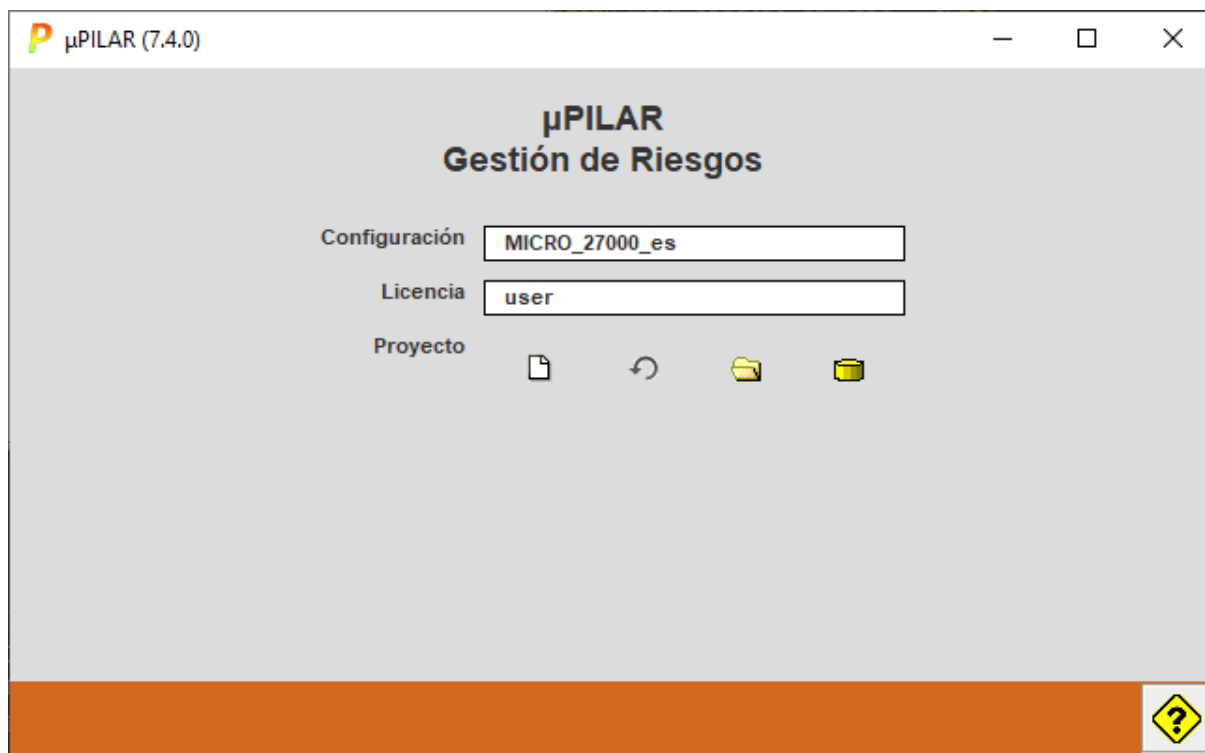 P µPILAR (7.4.0)
µPILAR
Gestión de Riesgos
Configuración MICRO_27000_es
Licencia user
Proyecto
?